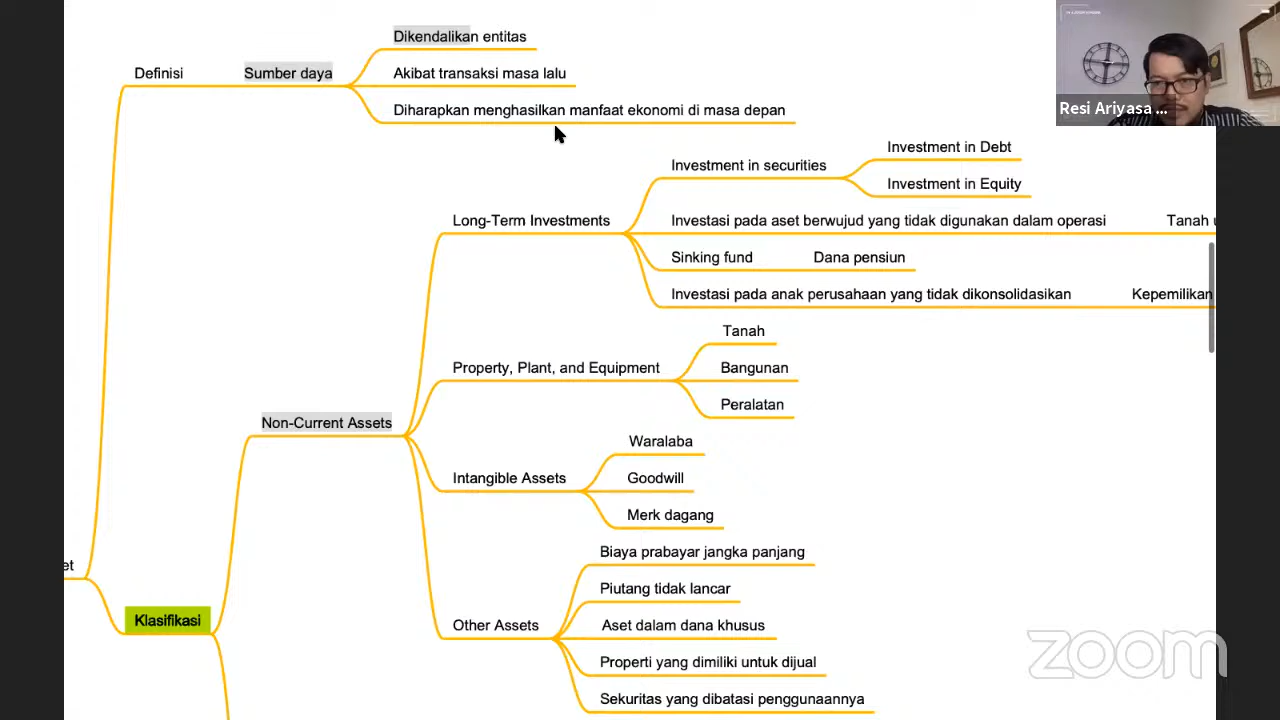 Dikendalikan entitas
Definisi
Sumber daya
Akibat transaksi masa lalu
Diharapkan menghasilkan manfaat ekonomi di masa depan
Resi Ariyasa ...
Investment in Debt
Investment in securities
Investment in Equity
Long-Term Investments
Investasi pada aset berwujud yang tidak digunakan dalam operasi
Tanah u
Sinking fund
Dana pensiun
Investasi pada anak perusahaan yang tidak dikonsolidasikan
Kepemilikan
Tanah
Property, Plant, and Equipment
Bangunan
Peralatan
Non-Current Assets
Waralaba
Intangible Assets
Goodwill
Merk dagang
Biaya prabayar jangka panjang
et
Piutang tidak lancar
Klasifikasi
Other Assets
Aset dalam dana khusus
Properti yang dimiliki untuk dijual
Sekuritas yang dibatasi penggunaannya
zoom